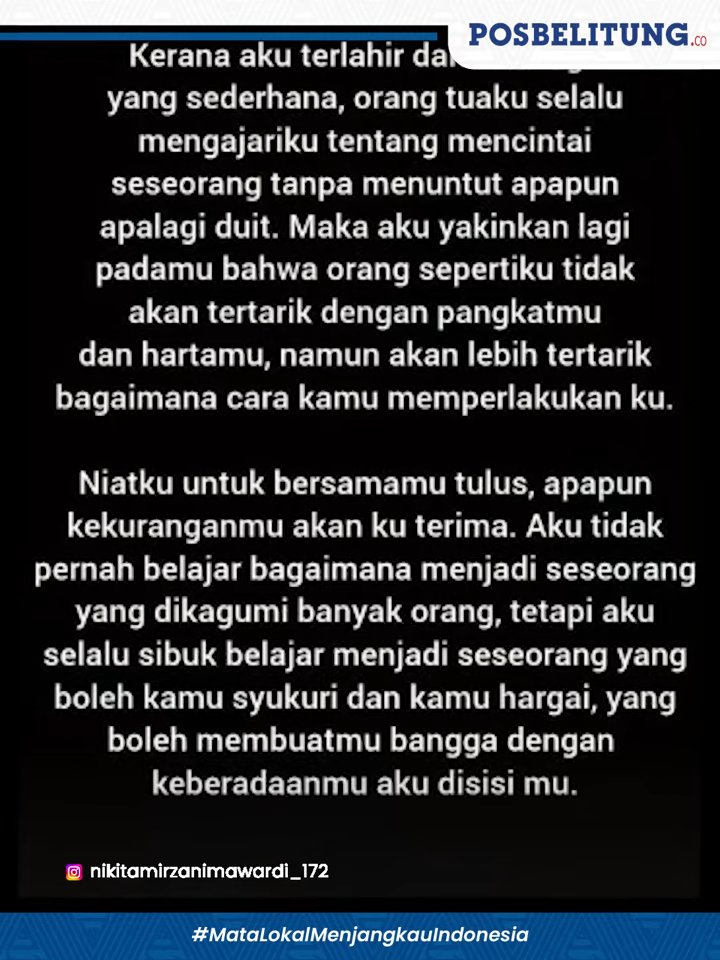 POSBELITUNG.CO
Kerana aku terlahir dar
yang sederhana, orang tuaku selalu
mengajariku tentang mencintai
seseorang tanpa menuntut apapun
apalagi duit. Maka aku yakinkan lagi
padamu bahwa orang sepertiku tidak
akan tertarik dengan pangkatmu
dan hartamu, namun akan lebih tertarik
bagaimana cara kamu memperlakukan ku.
Niatku untuk bersamamu tulus, apapun
kekuranganmu akan ku terima. Aku tidak
pernah belajar bagaimana menjadi seseorang
yang dikagumi banyak orang, tetapi aku
selalu sibuk belajar menjadi seseorang yang
boleh kamu syukuri dan kamu hargai, yang
boleh membuatmu bangga dengan
keberadaanmu aku disisi mu.
nikitamirzanimawardi_172
#MataLokalMenjangkauIndonesia